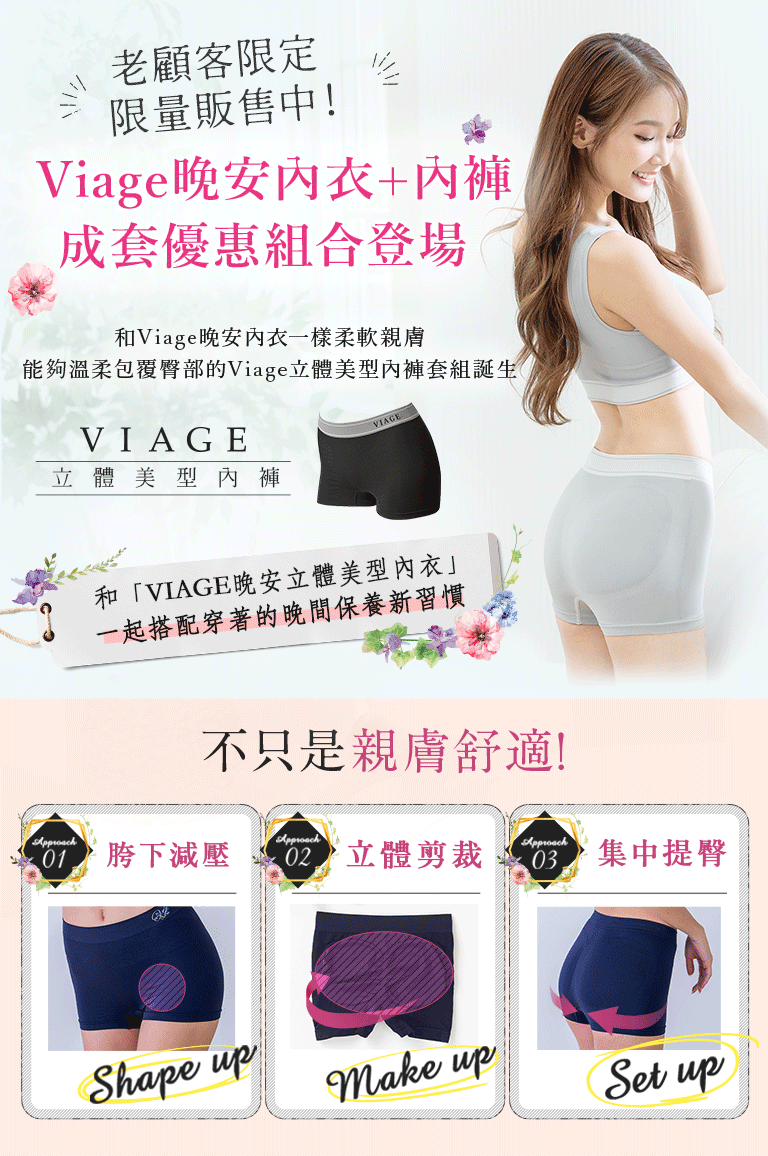 老顧客限定
限量販售中!
Viage晚安內衣+內褲
成套優惠組合登場
和Viage晚安內衣一樣柔軟親膚
能夠溫柔包覆臀部的Viage立體美型內褲套組誕生
VIAGE
立體美型內褲
VIAGE
和「VIAGE晚安立體美型內衣」
一起搭配穿著的晚間保養新習慣
不只是親膚舒適!
Approach
01
胯下減壓
Shape up
Approach
02
立體剪裁
Make up
Approach
03
集中提臀
Set up